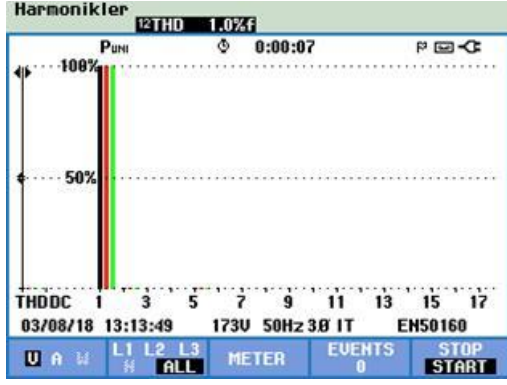 Harmonikler
12THD 1.0%f
PUNI 0:00:07
100%
50%
THDDC 1 3 5 7 9 11 13 15 17
03/08/18 13:13:49 173V 50Hz 3Ø IT EN50160
V A W L1 L2 L3 N ALL METER EVENTS 0 STOP START